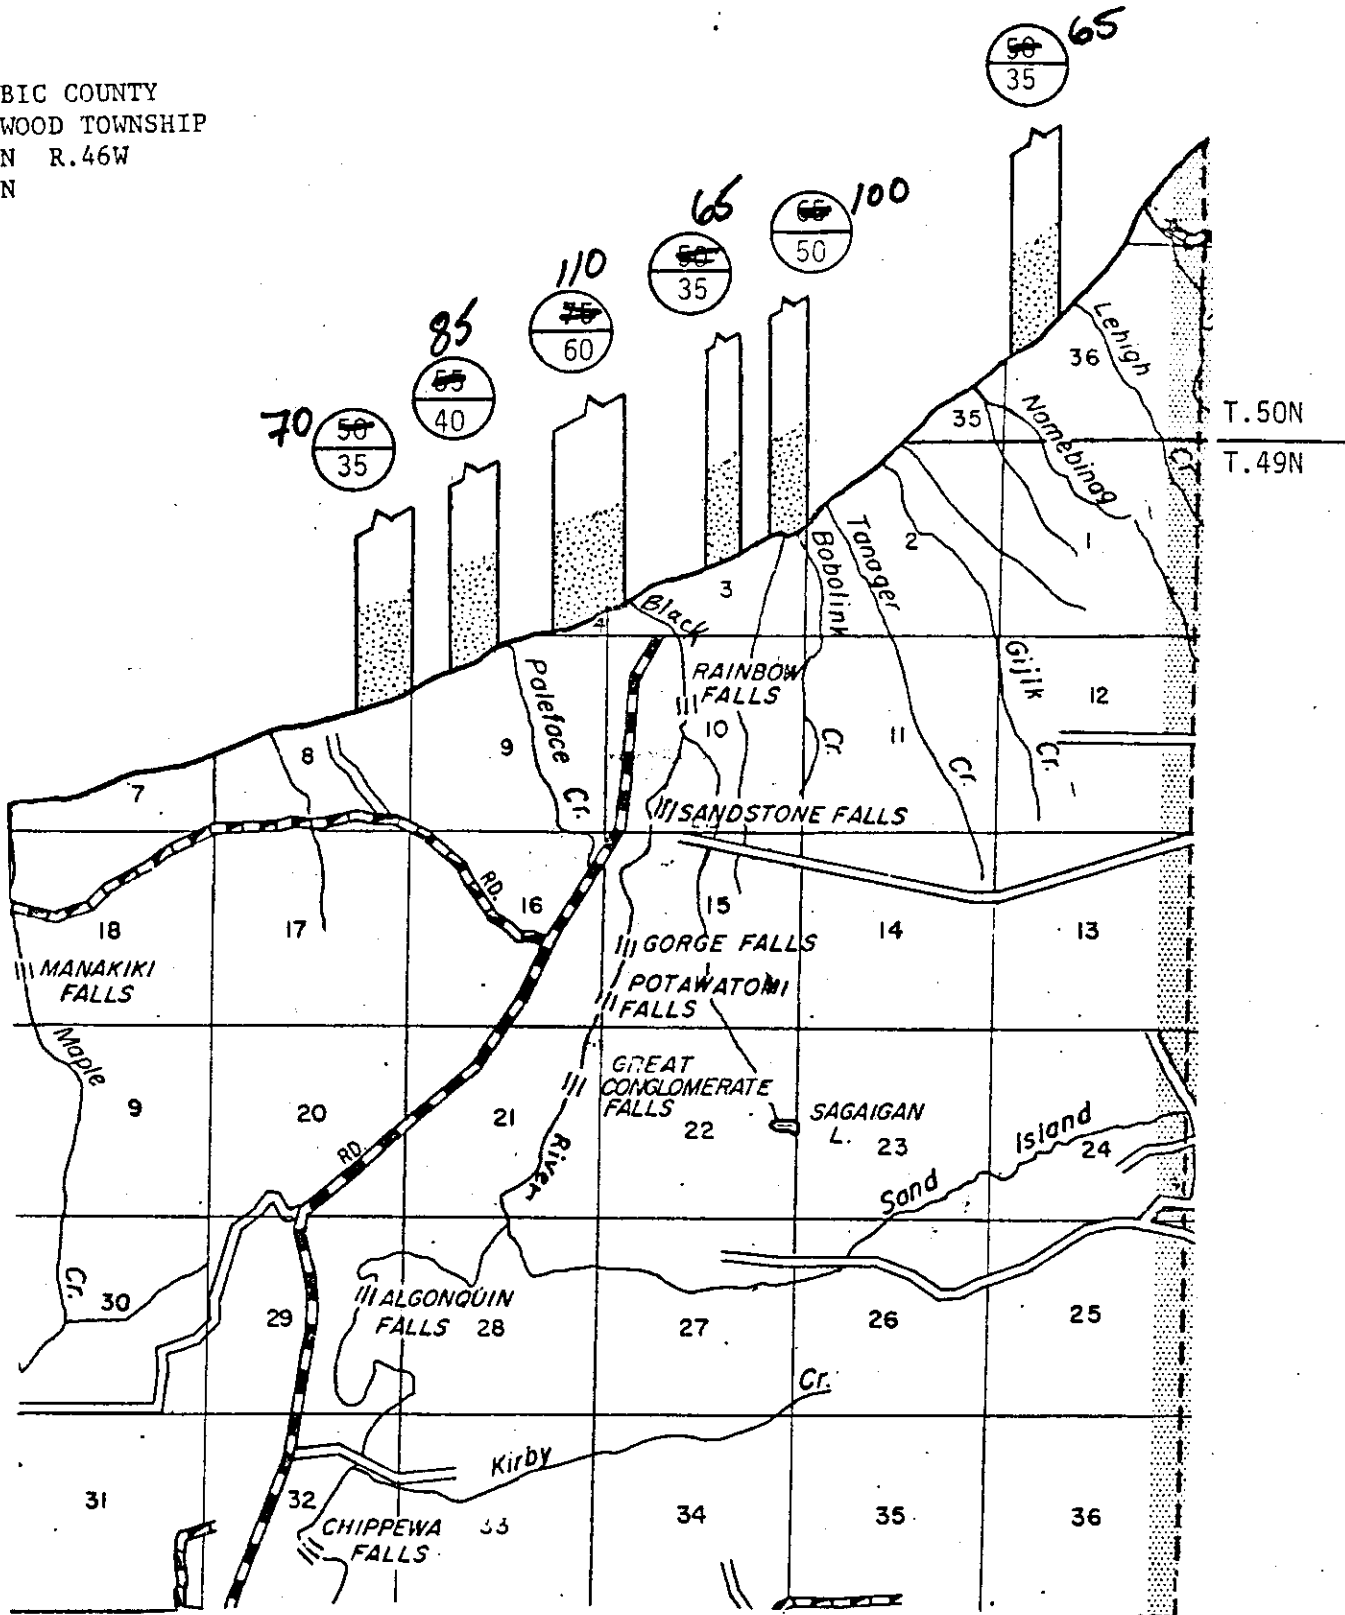 BIC COUNTY
WOOD TOWNSHIP
N R.46W
N
50
65
35
65
50
35
65
100
50
110
75
60
85
55
40
70
50
35
T.50N
T.49N
Lehigh
Cr.
36
35
Namebinag
1
2
Tanager
Cr.
Bobolink
Cr.
3
4
Black
Gijik
Cr.
12
RAINBOW
FALLS
10
11
Paleface
Cr.
9
8
7
SANDSTONE FALLS
RD.
16
15
14
13
18
17
GORGE FALLS
MANAKIKI
FALLS
POTAWATOMI
FALLS
Maple
Cr.
GREAT
CONGLOMERATE
FALLS
9
20
21
22
SAGAIGAN
L.
23
24
Sand
Island
River
RD.
30
29
ALGONQUIN
FALLS
28
27
26
25
Kirby
Cr.
31
32
33
34
35
36
CHIPPEWA
FALLS